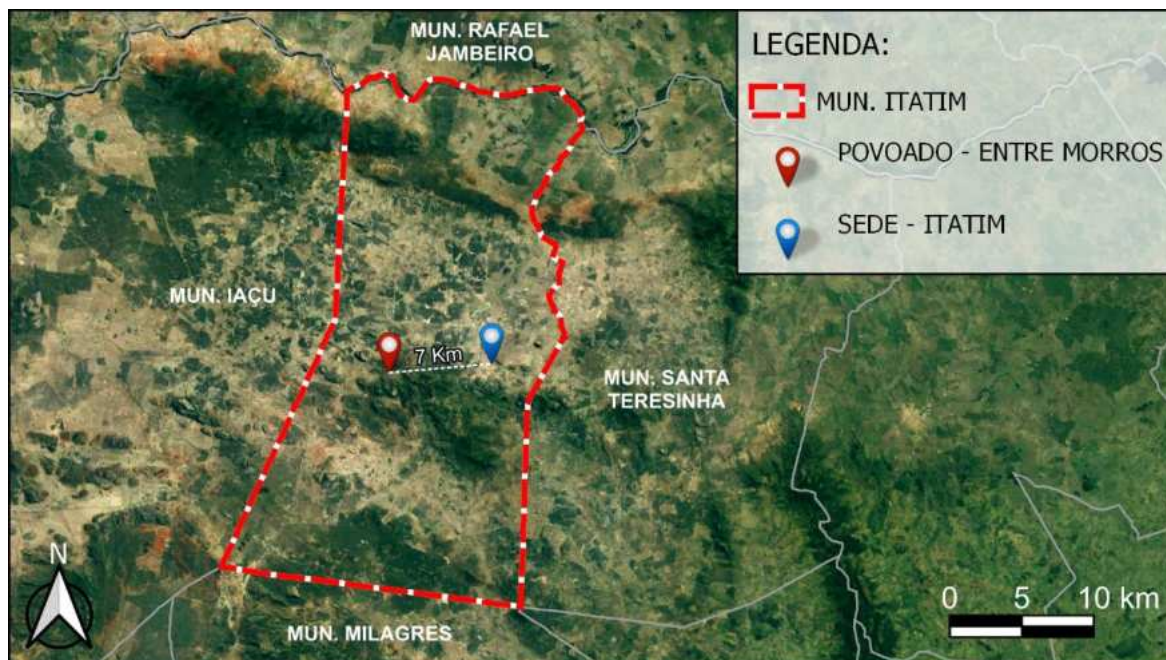 MUN. RAFAEL
JAMBEIRO
LEGENDA:
MUN. ITATIM
POVOADO - ENTRE MORROS
SEDE - ITATIM
MUN. IAÇU
7 Km
MUN. SANTA
TERESINHA
N
MUN. MILAGRES
0 5 10 km